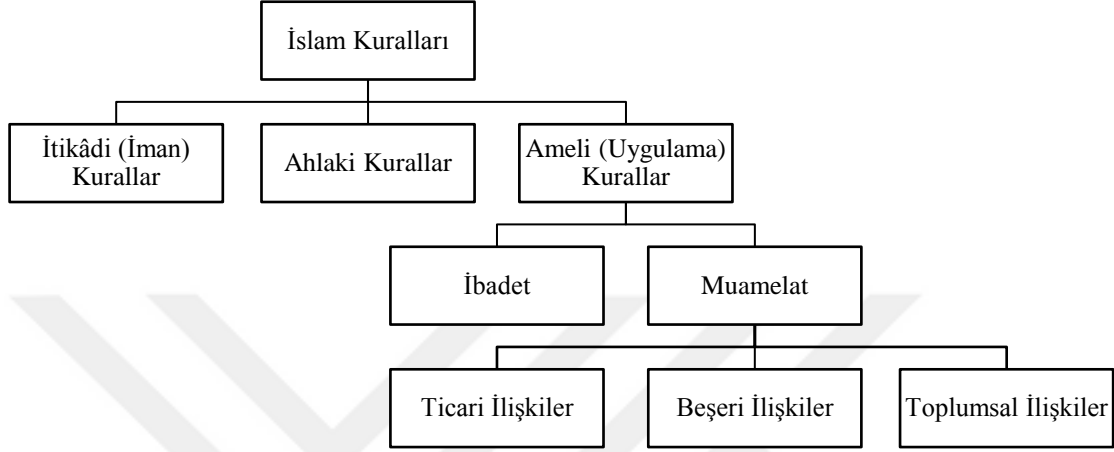 İslam Kuralları
İtikâdi (İman)
Kurallar
Ahlaki Kurallar
Ameli (Uygulama)
Kurallar
İbadet
Muamelat
Ticari İlişkiler
Beşeri İlişkiler
Toplumsal İlişkiler